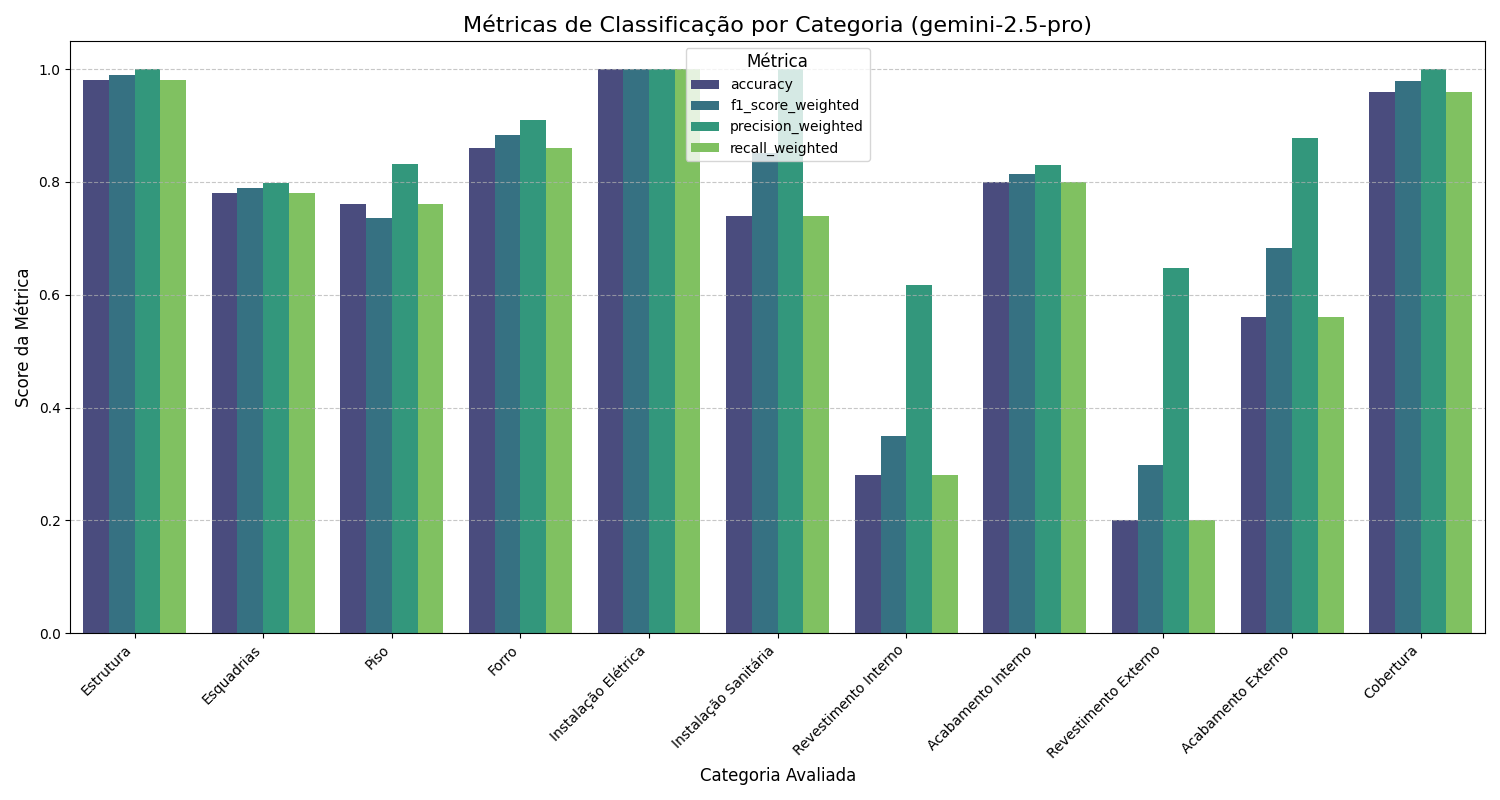 Métricas de Classificação por Categoria (gemini-2.5-pro)
Métrica
accuracy
f1_score_weighted
precision_weighted
recall_weighted
Score da Métrica
1.0
0.8
0.6
0.4
0.2
0.0
Estrutura
Esquadrias
Piso
Forro
Instalação Elétrica
Instalação Sanitária
Revestimento Interno
Acabamento Interno
Revestimento Externo
Acabamento Externo
Cobertura
Categoria Avaliada